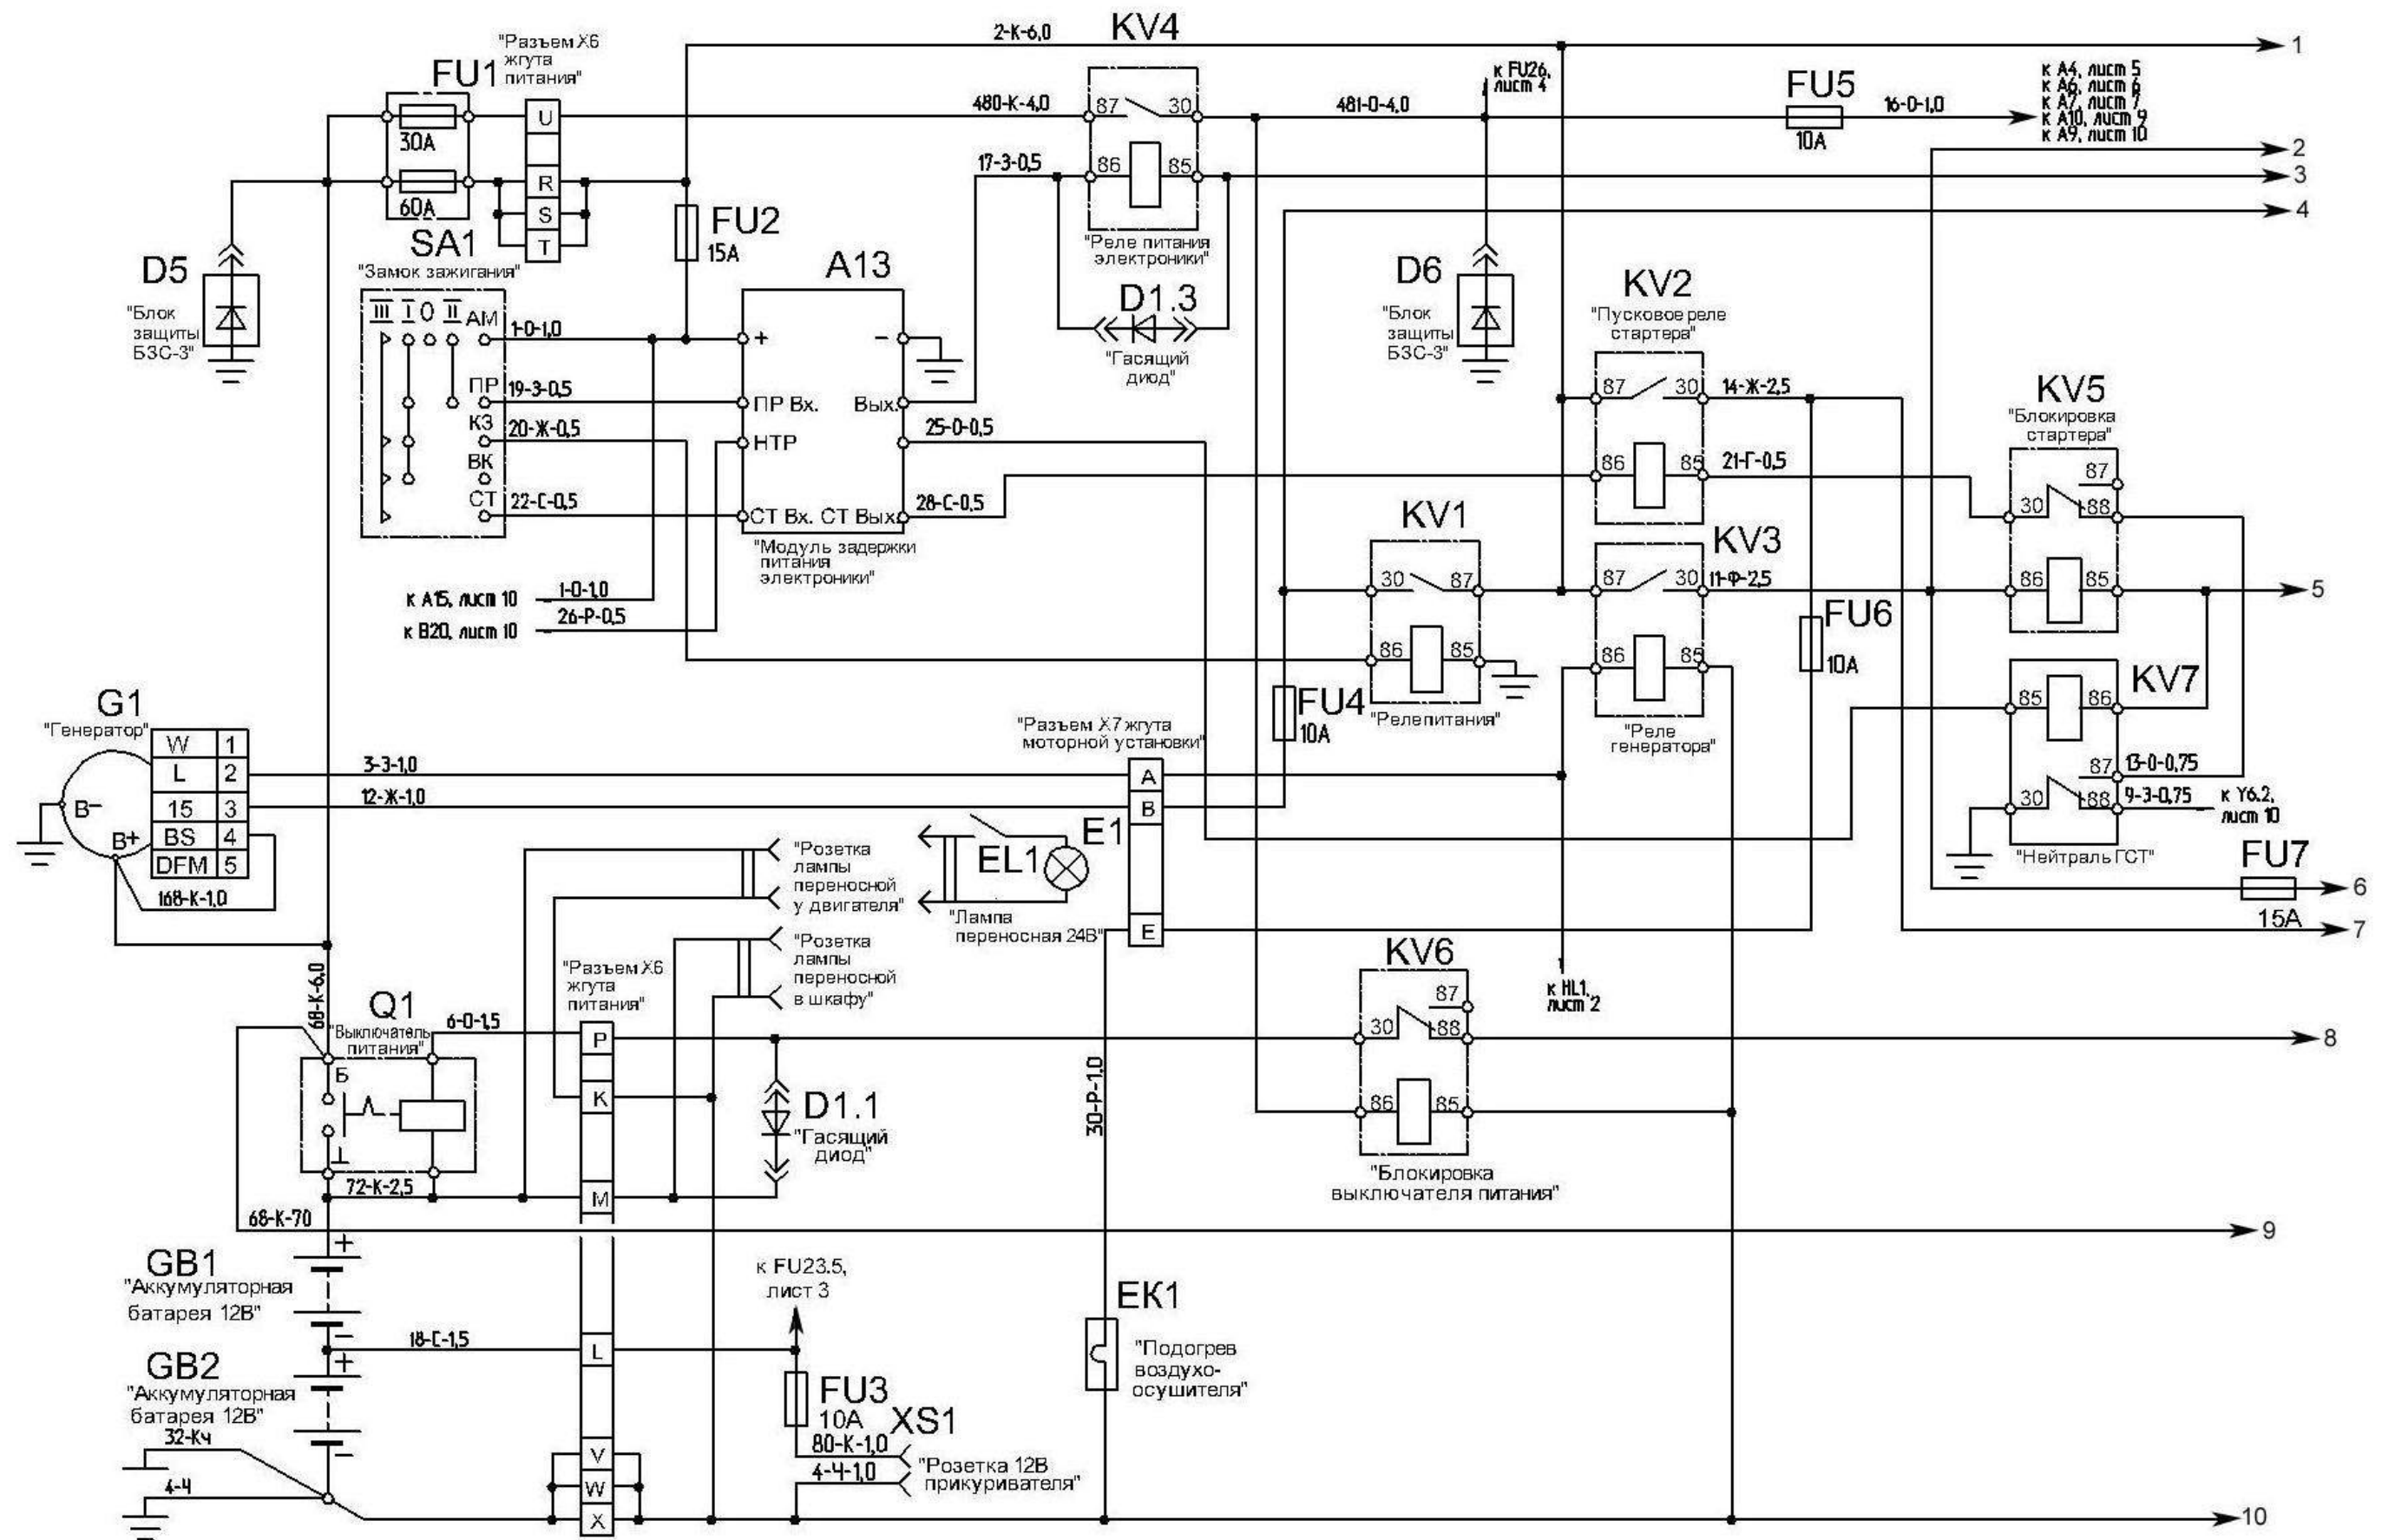 2-К-6,0
KV4
1
"Разъем Х6
жгута
питания"
FU1
к FU26,
лист 4
FU5
к А4, лист 5
к А6, лист 6
к А7, лист 7
к А10, лист 9
к А9, лист 10
30А
U
480-К-4,0
87
30
481-О-4,0
10А
16-О-1,0
2
17-З-0,5
86
85
3
60А
R
S
T
4
FU2
15А
SA1
"Замок зажигания"
"Реле питания
электроники"
D5
"Блок
защиты
БЗС-3"
A13
D6
"Блок
защиты
БЗС-3"
KV2
"Пусковое реле
стартера"
III
I
О
II
АМ
1-О-1,0
+
−
D1.3
"Гасящий
диод"
ПР
19-З-0,5
ПР Вх.
Вых.
87
30
14-Ж-2,5
KV5
"Блокировка
стартера"
КЗ
20-Ж-0,5
НТР
25-О-0,5
ВК
86
85
21-Г-0,5
87
СТ
22-С-0,5
СТ Вх.
СТ Вых.
28-С-0,5
30
88
"Модуль задержки
питания
электроники"
KV1
KV3
к А15, лист 10
1-О-1,0
30
87
87
30
11-Ф-2,5
86
85
5
к В20, лист 10
26-Р-0,5
FU6
10А
86
85
86
85
KV7
FU4
10А
"Реле питания"
85
86
G1
"Генератор"
"Разъем Х7 жгута
моторной установки"
"Реле
генератора"
W
1
L
2
3-З-1,0
A
87
13-О-0,75
15
3
12-Ж-1,0
B
30
88
9-З-0,75
к Y6.2,
лист 10
B−
B+
BS
4
DFM
5
168-К-1,0
"Розетка
лампы
переносной
у двигателя"
EL1
E1
"Нейтраль ГСТ"
FU7
6
15А
"Лампа
переносная 24В"
E
7
"Розетка
лампы
переносной
в шкафу"
KV6
68-К-6,0
"Разъем Х6
жгута
питания"
87
к HL1,
лист 2
Q1
"Выключатель
питания"
6-О-1,5
P
30
88
8
Б
K
D1.1
"Гасящий
диод"
30-Р-1,0
86
85
⊥
72-К-2,5
M
"Блокировка
выключателя питания"
68-К-70
9
GB1
"Аккумуляторная
батарея 12В"
+
−
к FU23.5,
лист 3
18-С-1,5
L
EK1
"Подогрев
воздухо-
осушителя"
GB2
"Аккумуляторная
батарея 12В"
+
−
FU3
10А
XS1
32-Кч
80-К-1,0
V
"Розетка 12В
прикуривателя"
4-Ч
4-Ч-1,0
W
X
10